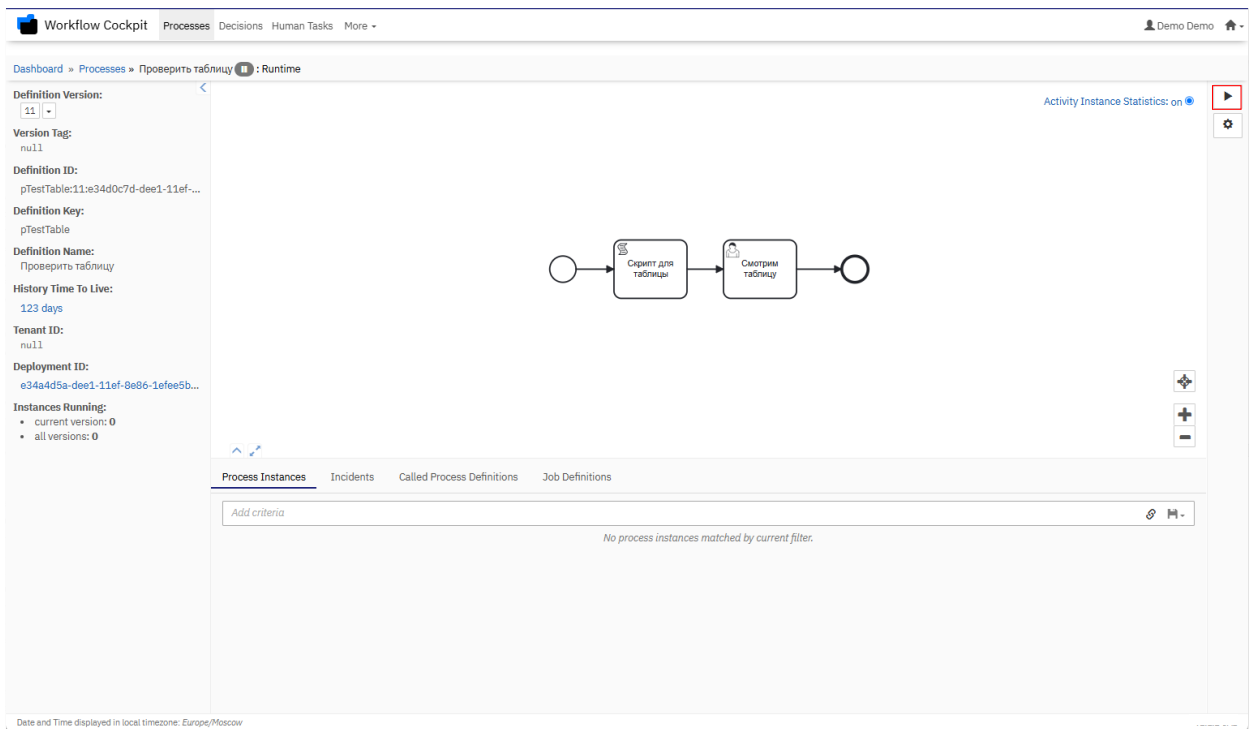 Workflow Cockpit Processes Decisions Human Tasks More Demo Demo
Dashboard » Processes » Проверить таблицу : Runtime
Definition Version:
11
Version Tag:
null
Definition ID:
pTestTable:11:e34d0c7d-dee1-11ef-...
Definition Key:
pTestTable
Definition Name:
Проверить таблицу
History Time To Live:
123 days
Tenant ID:
null
Deployment ID:
e34a4d5a-dee1-11ef-8e86-1efee5b...
Instances Running:
current version: 0
all versions: 0
Activity Instance Statistics: on
Скрипт для
таблицы
Смотрим
таблицу
Process Instances Incidents Called Process Definitions Job Definitions
Add criteria
No process instances matched by current filter.
Date and Time displayed in local timezone: Europe/Moscow